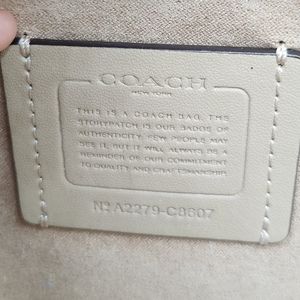 COACH
NEW YORK
THIS IS A COACH BAG. THE
STORYPATCH IS OUR BADGE OF
AUTHENTICITY. FEW PEOPLE MAY
SEE IT, BUT IT WILL ALWAYS BE A
REMINDER OF OUR COMMITMENT
TO QUALITY AND CRAFTSMANSHIP.
Nº A2279-C8607